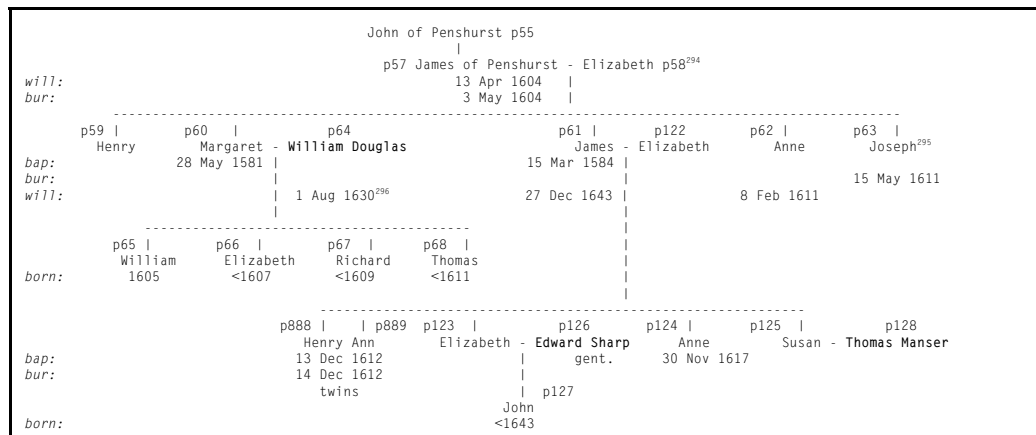 John of Penshurst p55
|
p57 James of Penshurst - Elizabeth p58294
will: 13 Apr 1604 |
bur: 3 May 1604 |
----------------------------------------------------------------------------------------------------
p59 | p60 | p64 p61 | p122 p62 | p63 |
Henry Margaret - William Douglas James - Elizabeth Anne Joseph295
bap: 28 May 1581 | 15 Mar 1584 |
bur: | | 15 May 1611
will: | 1 Aug 1630296 27 Dec 1643 | 8 Feb 1611
| |
----------------------------------------- |
p65 | p66 | p67 | p68 | |
William Elizabeth Richard Thomas |
born: 1605 <1607 <1609 <1611 |
|
-------------------------------------------------------------
p888 | | p889 p123 | p126 p124 | p125 | p128
Henry Ann Elizabeth - Edward Sharp Anne Susan - Thomas Manser
bap: 13 Dec 1612 | gent. 30 Nov 1617
bur: 14 Dec 1612 |
twins | p127
John
born: <1643